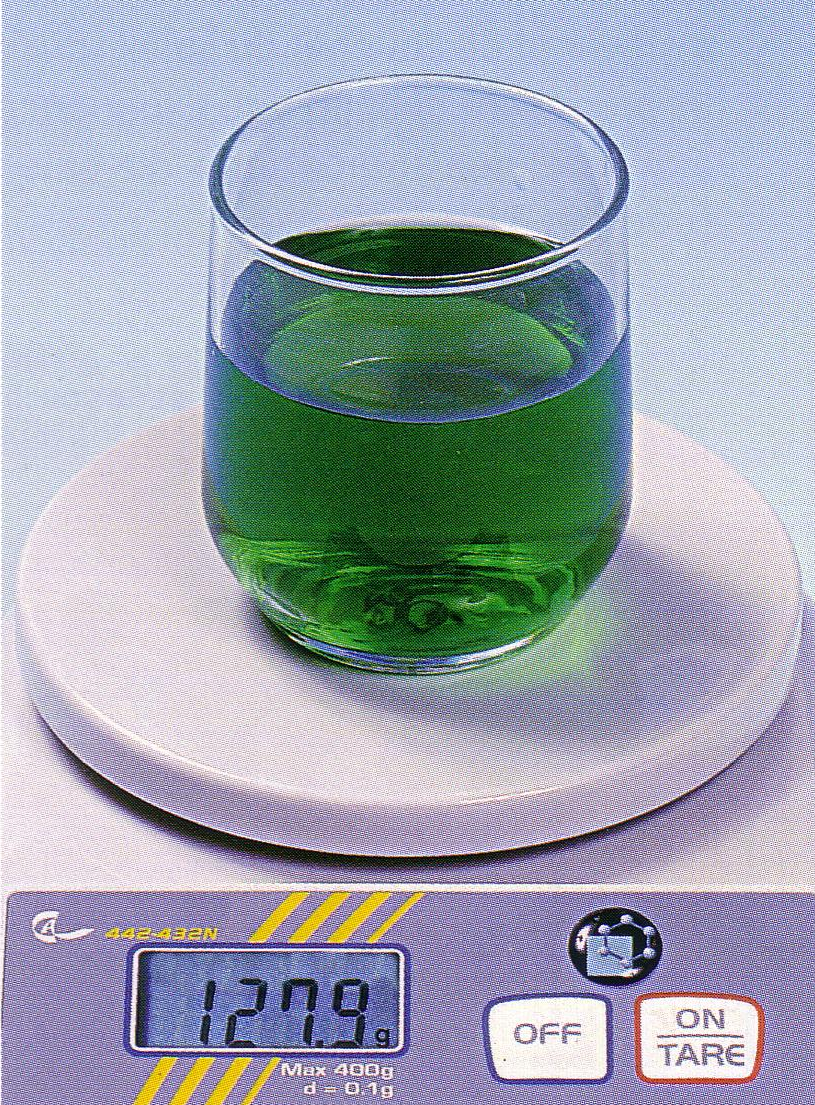 A
442-432N
127.9 g
OFF
ON
TARE
Max 400g
d = 0.1g